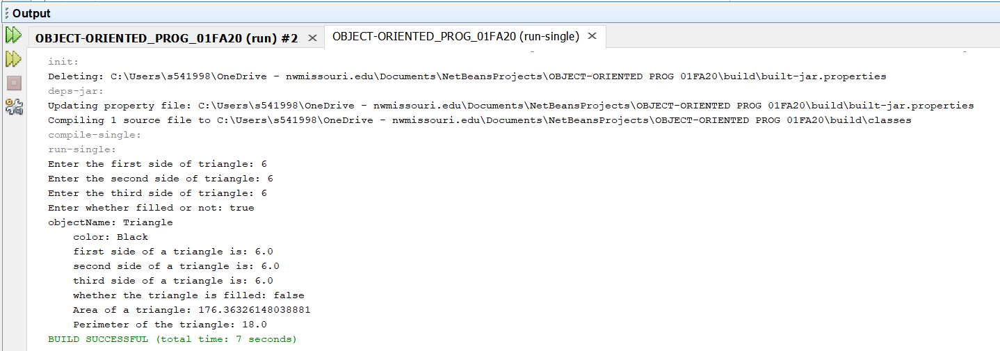 Output
OBJECT-ORIENTED_PROG_01FA20 (run) #2 × OBJECT-ORIENTED_PROG_01FA20 (run-single) ×
init:
Deleting: C:\Users\s541998\OneDrive - nwmissouri.edu\Documents\NetBeansProjects\OBJECT-ORIENTED PROG 01FA20\build\built-jar.properties
deps-jar:
Updating property file: C:\Users\s541998\OneDrive - nwmissouri.edu\Documents\NetBeansProjects\OBJECT-ORIENTED PROG 01FA20\build\built-jar.properties
Compiling 1 source file to C:\Users\s541998\OneDrive - nwmissouri.edu\Documents\NetBeansProjects\OBJECT-ORIENTED PROG 01FA20\build\classes
compile-single:
run-single:
Enter the first side of triangle: 6
Enter the second side of triangle: 6
Enter the third side of triangle: 6
Enter whether filled or not: true
objectName: Triangle
    color: Black
    first side of a triangle is: 6.0
    second side of a triangle is: 6.0
    third side of a triangle is: 6.0
    whether the triangle is filled: false
    Area of a triangle: 176.36326148038881
    Perimeter of the triangle: 18.0
BUILD SUCCESSFUL (total time: 7 seconds)